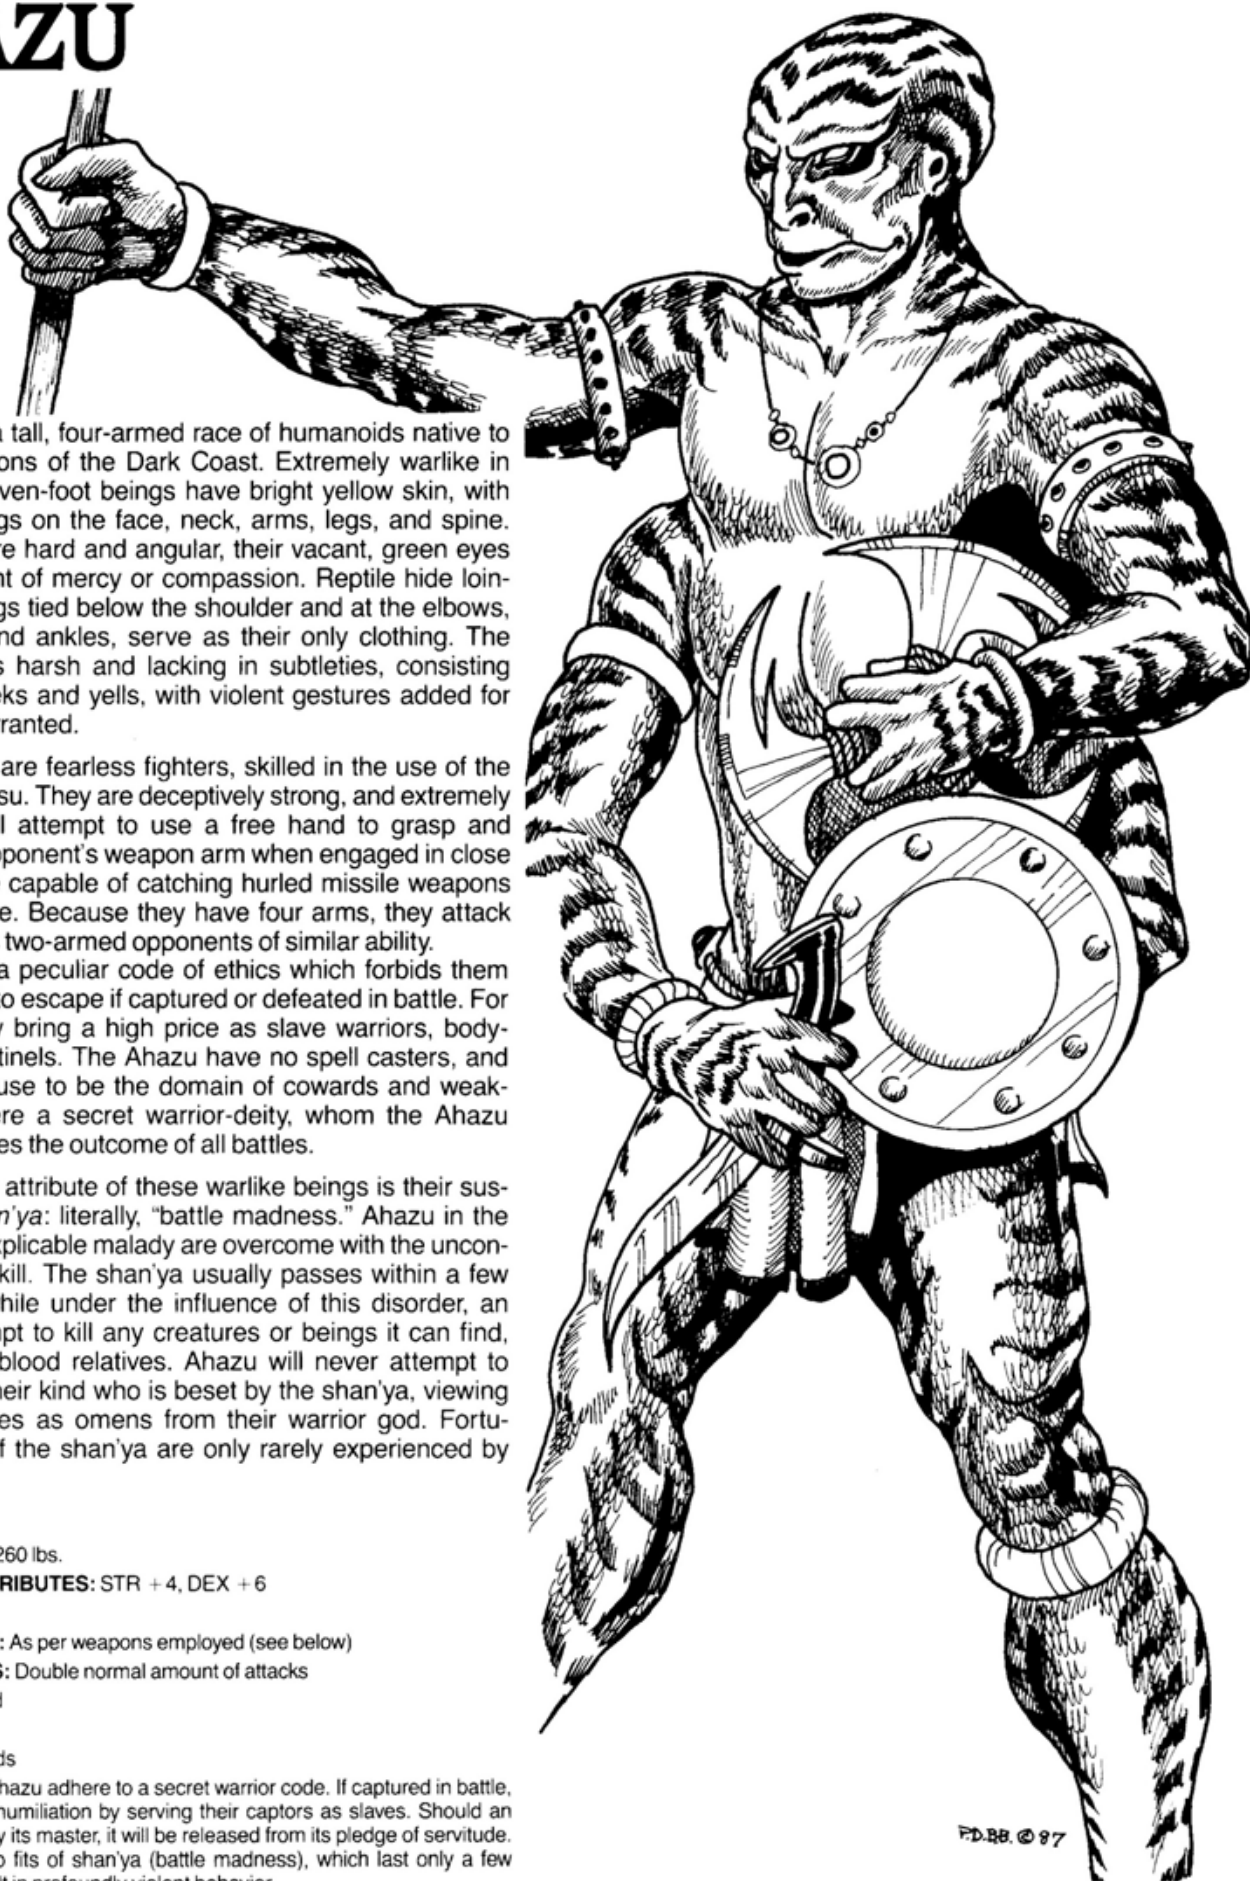 AZU
tall, four-armed race of humanoids native to
ons of the Dark Coast. Extremely warlike in
ven-foot beings have bright yellow skin, with
gs on the face, neck, arms, legs, and spine.
re hard and angular, their vacant, green eyes
nt of mercy or compassion. Reptile hide loin-
gs tied below the shoulder and at the elbows,
nd ankles, serve as their only clothing. The
s harsh and lacking in subtleties, consisting
eks and yells, with violent gestures added for
rranted.
are fearless fighters, skilled in the use of the
su. They are deceptively strong, and extremely
l attempt to use a free hand to grasp and
pponent's weapon arm when engaged in close
capable of catching hurled missile weapons
e. Because they have four arms, they attack
two-armed opponents of similar ability.
a peculiar code of ethics which forbids them
to escape if captured or defeated in battle. For
y bring a high price as slave warriors, body-
tinels. The Ahazu have no spell casters, and
use to be the domain of cowards and weak-
ere a secret warrior-deity, whom the Ahazu
es the outcome of all battles.
attribute of these warlike beings is their sus-
n'ya: literally, “battle madness.” Ahazu in the
xplicable malady are overcome with the uncon-
kill. The shan'ya usually passes within a few
while under the influence of this disorder, an
mpt to kill any creatures or beings it can find,
blood relatives. Ahazu will never attempt to
heir kind who is beset by the shan'ya, viewing
es as omens from their warrior god. Fortu-
f the shan'ya are only rarely experienced by
260 lbs.
RIBUTES: STR +4, DEX +6
: As per weapons employed (see below)
S: Double normal amount of attacks
ds
hazu adhere to a secret warrior code. If captured in battle,
humiliation by serving their captors as slaves. Should an
y its master, it will be released from its pledge of servitude.
o fits of shan'ya (battle madness), which last only a few
lt in profoundly violent behavior.
P.D.BB. © 87